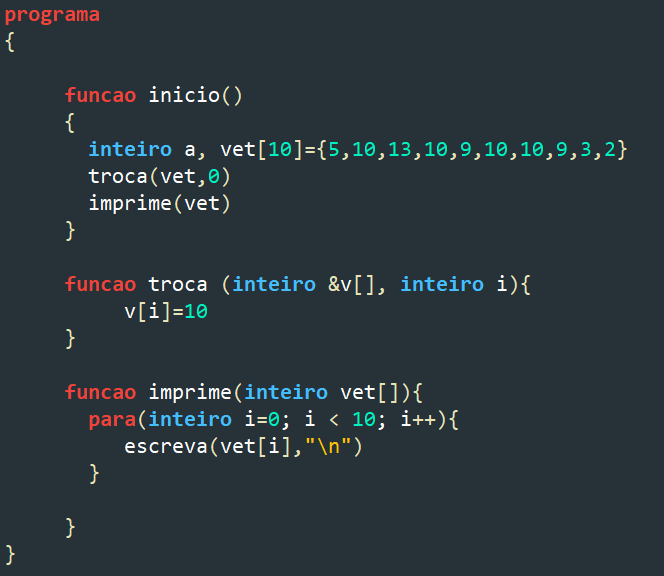 programa
{
funcao inicio()
{
inteiro a, vet[10]={5,10,13,10,9,10,10,9,3,2}
troca(vet,0)
imprime(vet)
}
funcao troca (inteiro &v[], inteiro i){
v[i]=10
}
funcao imprime(inteiro vet[]){
para(inteiro i=0; i < 10; i++){
escreva(vet[i],"\n")
}
}
}